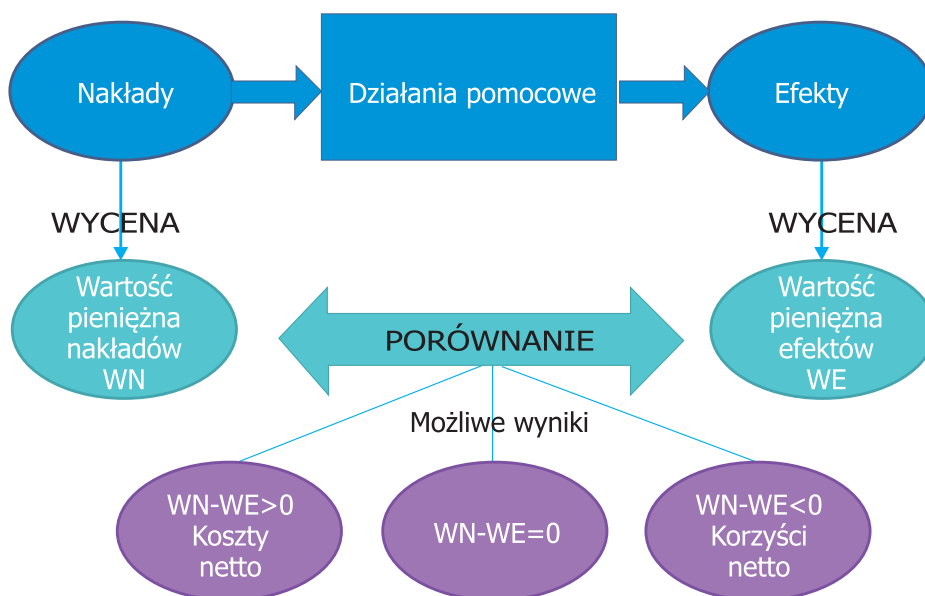 Nakłady
Działania pomocowe
Efekty
WYCENA
WYCENA
Wartość
pieniężna
nakładów
WN
PORÓWNANIE
Wartość
pieniężna
efektów
WE
Możliwe wyniki
WN-WE>0
Koszty
netto
WN-WE=0
WN-WE<0
Korzyści
netto